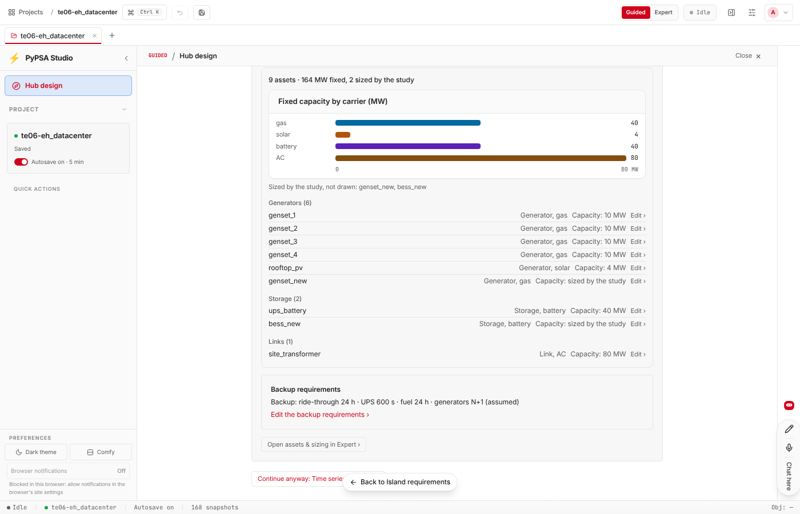 Projects / te06-eh_datacenter Ctrl K Guided Expert Idle A
te06-eh_datacenter
PyPSA Studio
GUIDED / Hub design Close
Hub design
PROJECT
te06-eh_datacenter
Saved
Autosave on · 5 min
QUICK ACTIONS
9 assets · 164 MW fixed, 2 sized by the study
Fixed capacity by carrier (MW)
gas 40
solar 4
battery 40
AC 80
0 80 MW
Sized by the study, not drawn: genset_new, bess_new
Generators (6)
genset_1 Generator, gas Capacity: 10 MW Edit ›
genset_2 Generator, gas Capacity: 10 MW Edit ›
genset_3 Generator, gas Capacity: 10 MW Edit ›
genset_4 Generator, gas Capacity: 10 MW Edit ›
rooftop_pv Generator, solar Capacity: 4 MW Edit ›
genset_new Generator, gas Capacity: sized by the study Edit ›
Storage (2)
ups_battery Storage, battery Capacity: 40 MW Edit ›
bess_new Storage, battery Capacity: sized by the study Edit ›
Links (1)
site_transformer Link, AC Capacity: 80 MW Edit ›
Backup requirements
Backup: ride-through 24 h · UPS 600 s · fuel 24 h · generators N+1 (assumed)
Edit the backup requirements ›
Open assets & sizing in Expert ›
Continue anyway: Time
Back to Island requirements
PREFERENCES
Dark theme Comfy
Browser notifications Off
Blocked in this browser: allow notifications in the
browser's site settings
Chat here
Idle te06-eh_datacenter Autosave on 168 snapshots Obj: —